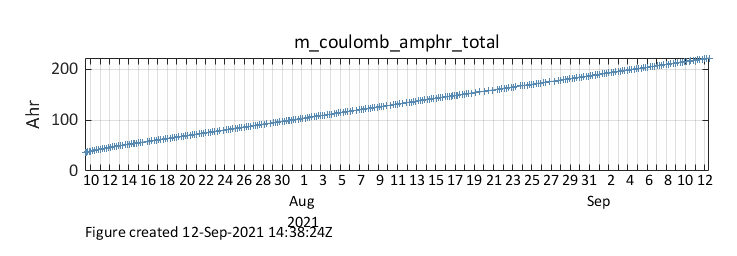 m_coulomb_amphr_total
Ahr
200
100
0
10 12 14 16 18 20 22 24 26 28 30 1 3 5 7 9 11 13 15 17 19 21 23 25 27 29 31 2 4 6 8 10 12
Aug Sep
2021
Figure created 12-Sep-2021 14:38:24Z